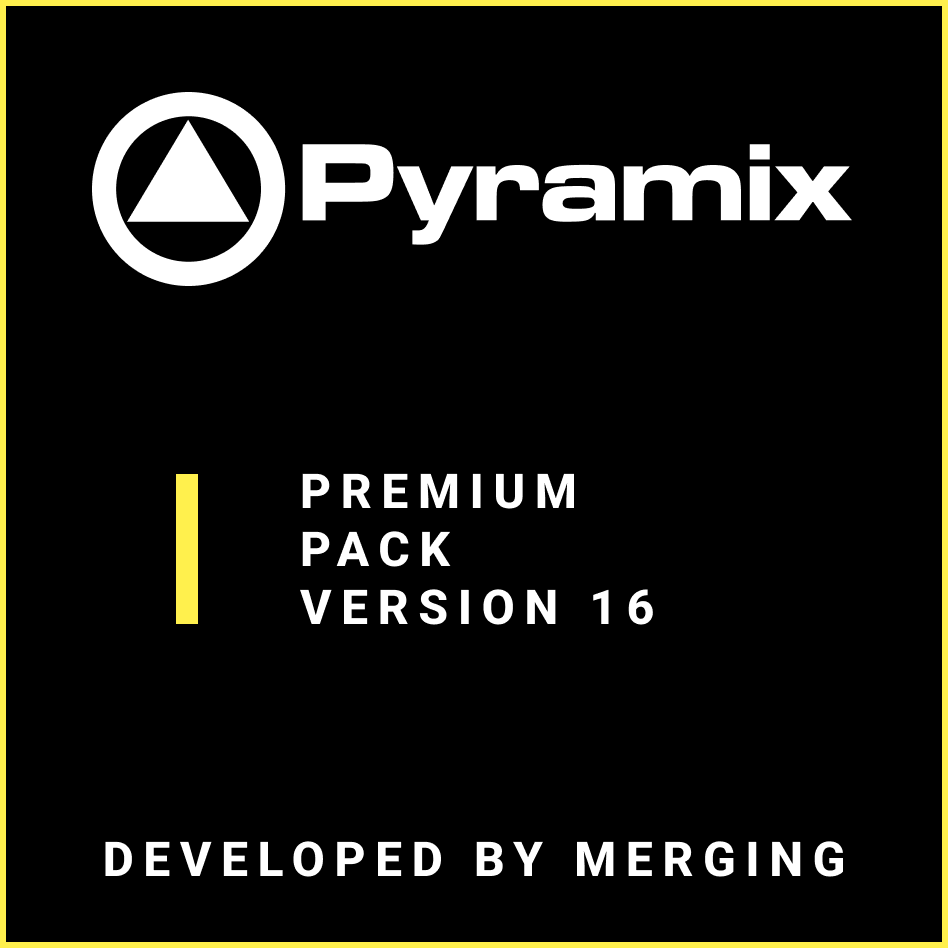 Pyramix
PREMIUM
PACK
VERSION 16
DEVELOPED BY MERGING